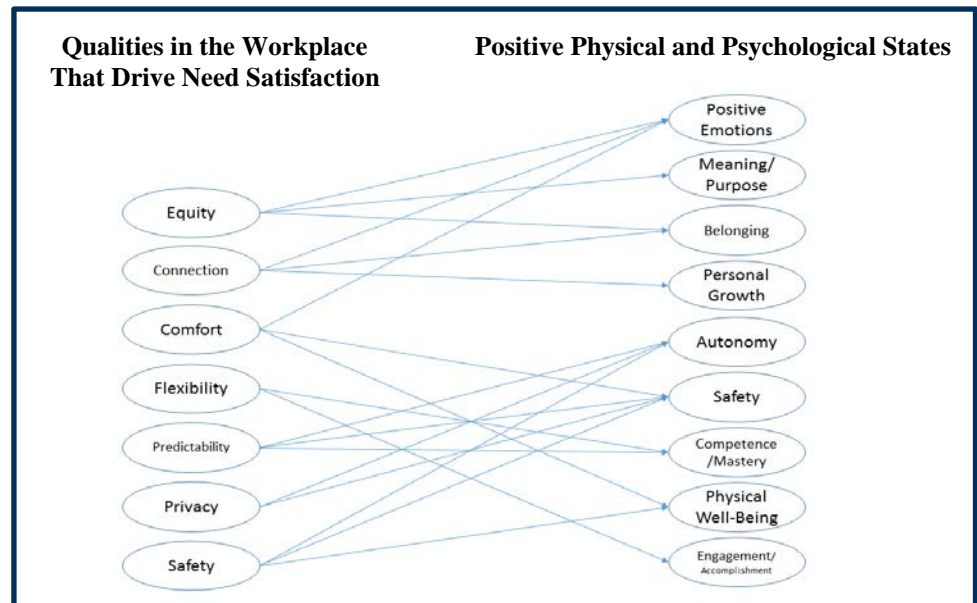 Qualities in the Workplace
That Drive Need Satisfaction
Positive Physical and Psychological States
Equity
Connection
Comfort
Flexibility
Predictability
Privacy
Safety
Positive
Emotions
Meaning/
Purpose
Belonging
Personal
Growth
Autonomy
Safety
Competence
/Mastery
Physical
Well-Being
Engagement/
Accomplishment